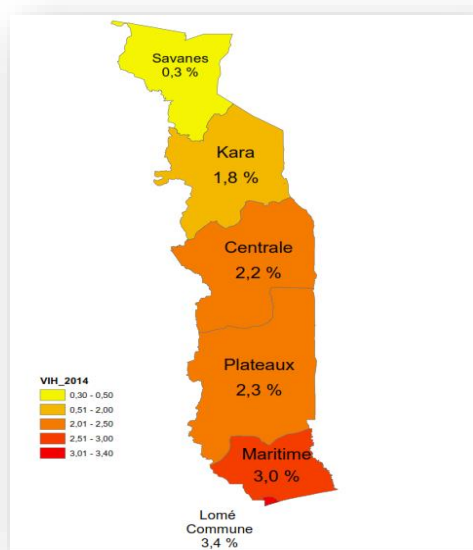 Savanes
0,3 %
Kara
1,8 %
Centrale
2,2 %
Plateaux
2,3 %
VIH_2014
0,30 - 0,50
0,51 - 2,00
2,01 - 2,50
2,51 - 3,00
3,01 - 3,40
Maritime
3,0 %
Lomé
Commune
3,4 %